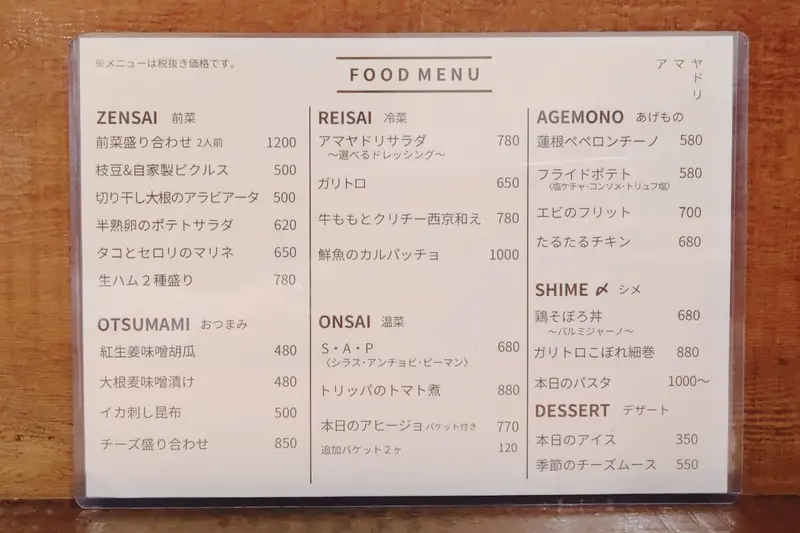 ※メニューは税抜き価格です。
FOOD MENU
アマヤドリ
ZENSAI 前菜
前菜盛り合わせ 2人前 1200
枝豆&自家製ピクルス 500
切り干し大根のアラビアータ 500
半熟卵のポテトサラダ 620
タコとセロリのマリネ 650
生ハム2種盛り 780
OTSUMAMI おつまみ
紅生姜味噌胡瓜 480
大根麦味噌漬け 480
イカ刺し昆布 500
チーズ盛り合わせ 850
REISAI 冷菜
アマヤドリサラダ 780
〜選べるドレッシング〜
ガリトロ 650
牛ももとクリチー西京和え 780
鮮魚のカルパッチョ 1000
ONSAI 温菜
S・A・P 680
〈シラス・アンチョビ・ピーマン〉
トリッパのトマト煮 880
本日のアヒージョ バケット付き 770
追加バケット2ヶ 120
AGEMONO あげもの
蓮根ペペロンチーノ 580
フライドポテト 580
〈塩ケチャ・コンソメ・トリュフ塩〉
エビのフリット 700
たるたるチキン 680
SHIME 〆 シメ
鶏そぼろ丼 680
〜パルミジャーノ〜
ガリトロこぼれ細巻 880
本日のパスタ 1000〜
DESSERT デザート
本日のアイス 350
季節のチーズムース 550